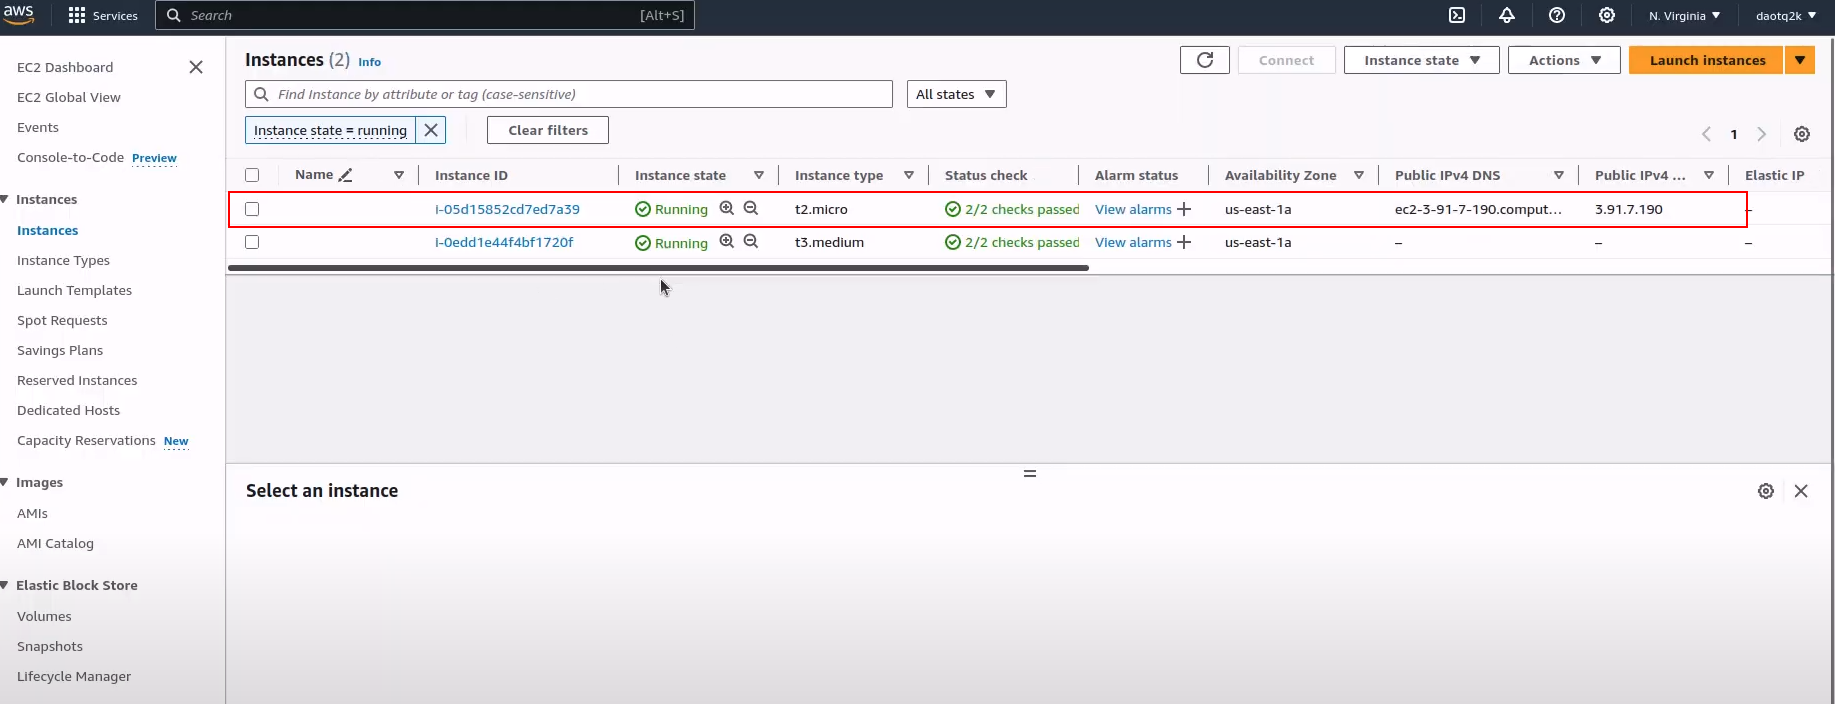 aws Services Search [Alt+S] N. Virginia daotq2k
EC2 Dashboard
EC2 Global View
Events
Console-to-Code Preview
Instances
Instances
Instance Types
Launch Templates
Spot Requests
Savings Plans
Reserved Instances
Dedicated Hosts
Capacity Reservations New
Images
AMIs
AMI Catalog
Elastic Block Store
Volumes
Snapshots
Lifecycle Manager
Instances (2) Info Connect Instance state Actions Launch instances
Find Instance by attribute or tag (case-sensitive) All states
Instance state = running Clear filters 1
Name Instance ID Instance state Instance type Status check Alarm status Availability Zone Public IPv4 DNS Public IPv4 ... Elastic IP
i-05d15852cd7ed7a39 Running t2.micro 2/2 checks passed View alarms + us-east-1a ec2-3-91-7-190.comput... 3.91.7.190 –
i-0edd1e44f4bf1720f Running t3.medium 2/2 checks passed View alarms + us-east-1a – – –
Select an instance